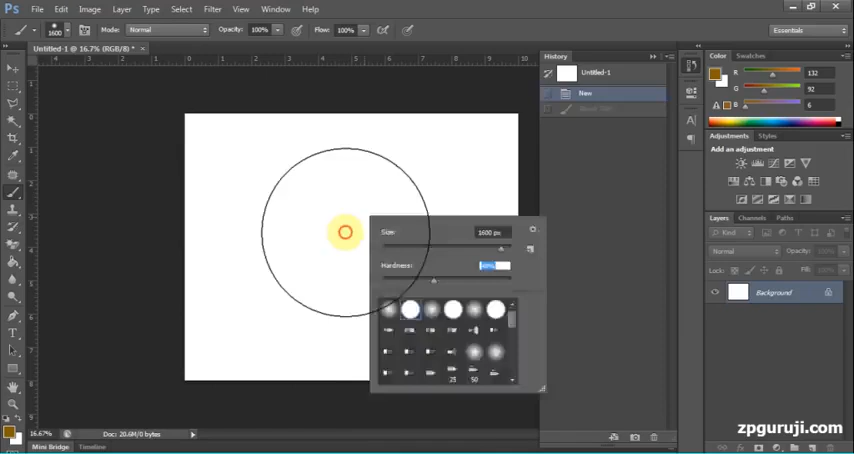 Ps File Edit Image Layer Type Select Filter View Window Help
1600 Mode: Normal Opacity: 100% Flow: 100% Essentials
Untitled-1 @ 16.7% (RGB/8) * ×
History
Untitled-1
New
Color Swatches
R 132
G 92
B 6
Adjustments Styles
Add an adjustment
Layers Channels Paths
Kind
Normal Opacity: 100%
Lock: Fill: 100%
Background
Size: 1600 px
Hardness:
25 50
16.67% Doc: 20.6M/0 bytes
Mini Bridge Timeline
zpguruji.com